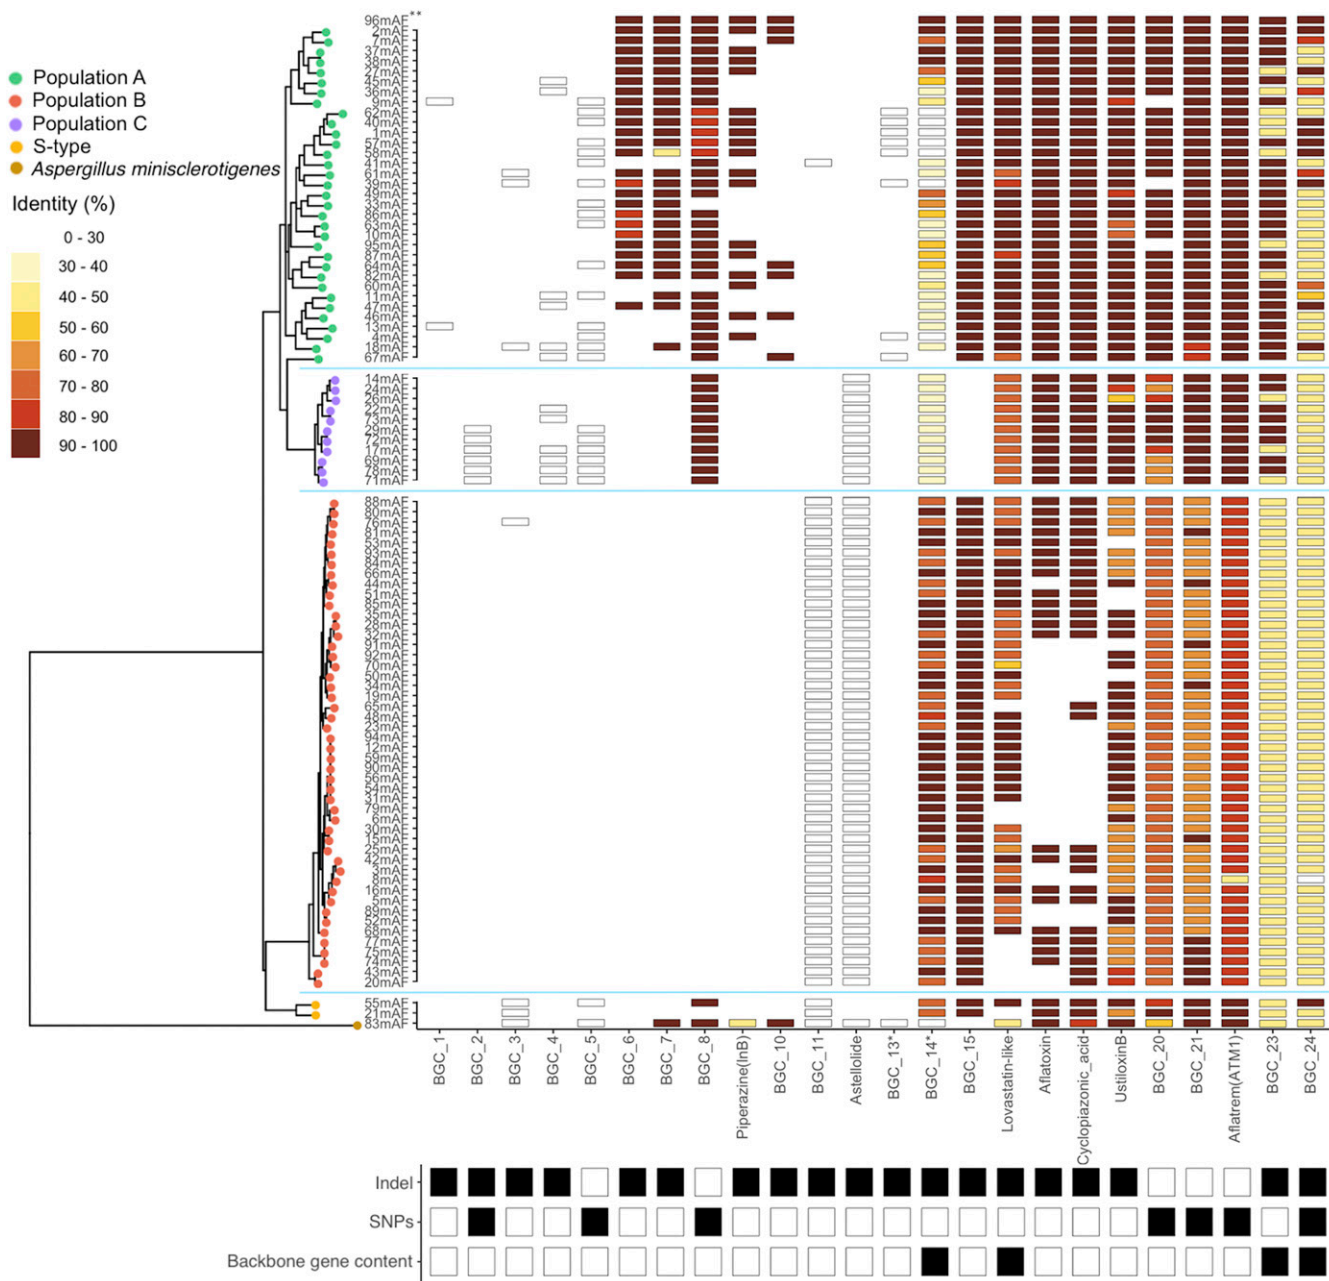 Population A
Population B
Population C
S-type
Aspergillus minisclerotigenes
Identity (%)
0 - 30
30 - 40
40 - 50
50 - 60
60 - 70
70 - 80
80 - 90
90 - 100
96mAF**
2mAF
7mAF
37mAF
38mAF
27mAF
45mAF
36mAF
9mAF
62mAF
40mAF
1mAF
57mAF
58mAF
41mAF
61mAF
39mAF
49mAF
33mAF
86mAF
63mAF
10mAF
95mAF
87mAF
64mAF
82mAF
60mAF
11mAF
47mAF
46mAF
13mAF
4mAF
18mAF
67mAF
14mAF
24mAF
26mAF
22mAF
73mAF
29mAF
72mAF
17mAF
69mAF
78mAF
71mAF
88mAF
80mAF
76mAF
81mAF
53mAF
93mAF
84mAF
66mAF
44mAF
51mAF
85mAF
35mAF
28mAF
32mAF
91mAF
92mAF
70mAF
50mAF
34mAF
19mAF
65mAF
48mAF
23mAF
94mAF
12mAF
59mAF
90mAF
56mAF
54mAF
31mAF
79mAF
6mAF
30mAF
15mAF
25mAF
42mAF
3mAF
8mAF
16mAF
5mAF
89mAF
52mAF
68mAF
77mAF
75mAF
74mAF
43mAF
20mAF
55mAF
21mAF
83mAF
BGC_1
BGC_2
BGC_3
BGC_4
BGC_5
BGC_6
BGC_7
BGC_8
Piperazine(lnB)
BGC_10
BGC_11
Astellolide
BGC_13*
BGC_14*
BGC_15
Lovastatin-like
Aflatoxin
Cyclopiazonic_acid
UstiloxinB
BGC_20
BGC_21
Aflatrem(ATM1)
BGC_23
BGC_24
Indel
SNPs
Backbone gene content